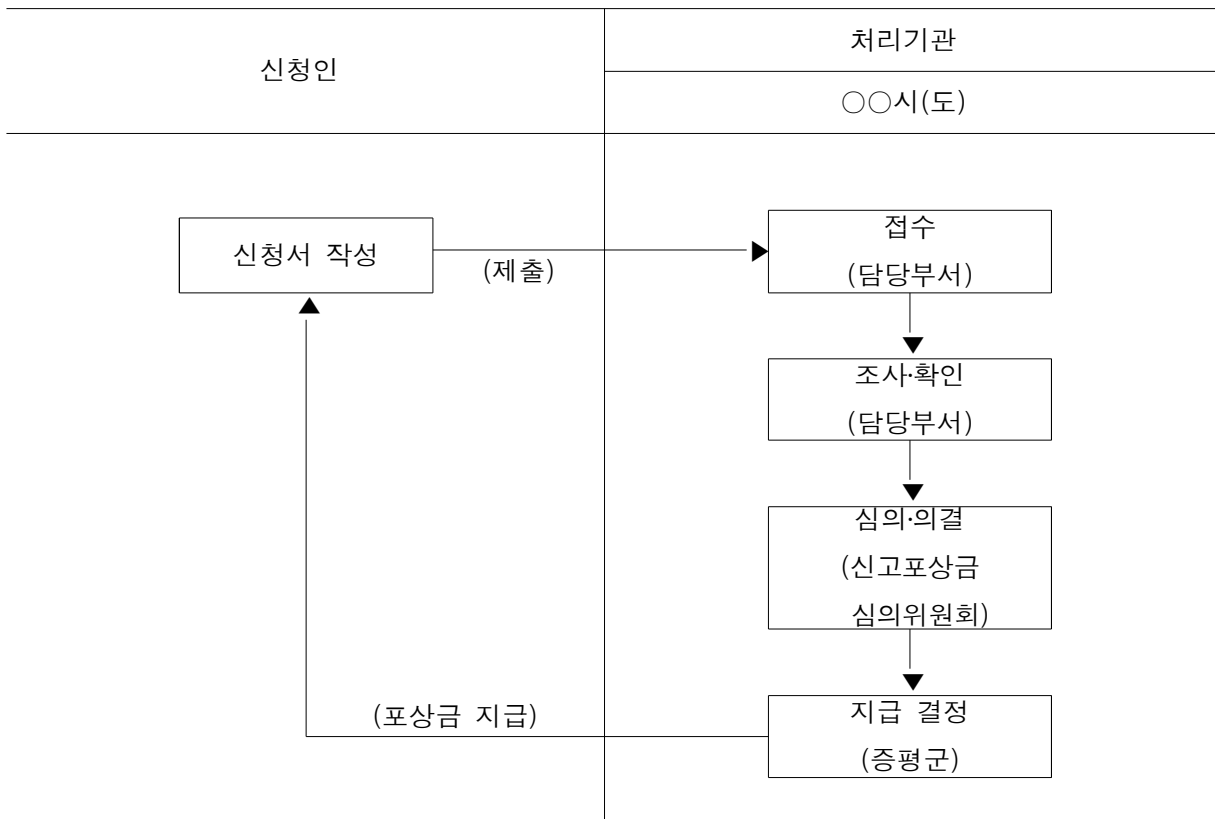 신청인
처리기관
○○시(도)
신청서 작성
(제출)
접수
(담당부서)
조사·확인
(담당부서)
심의·의결
(신고포상금
심의위원회)
(포상금 지급)
지급 결정
(증평군)